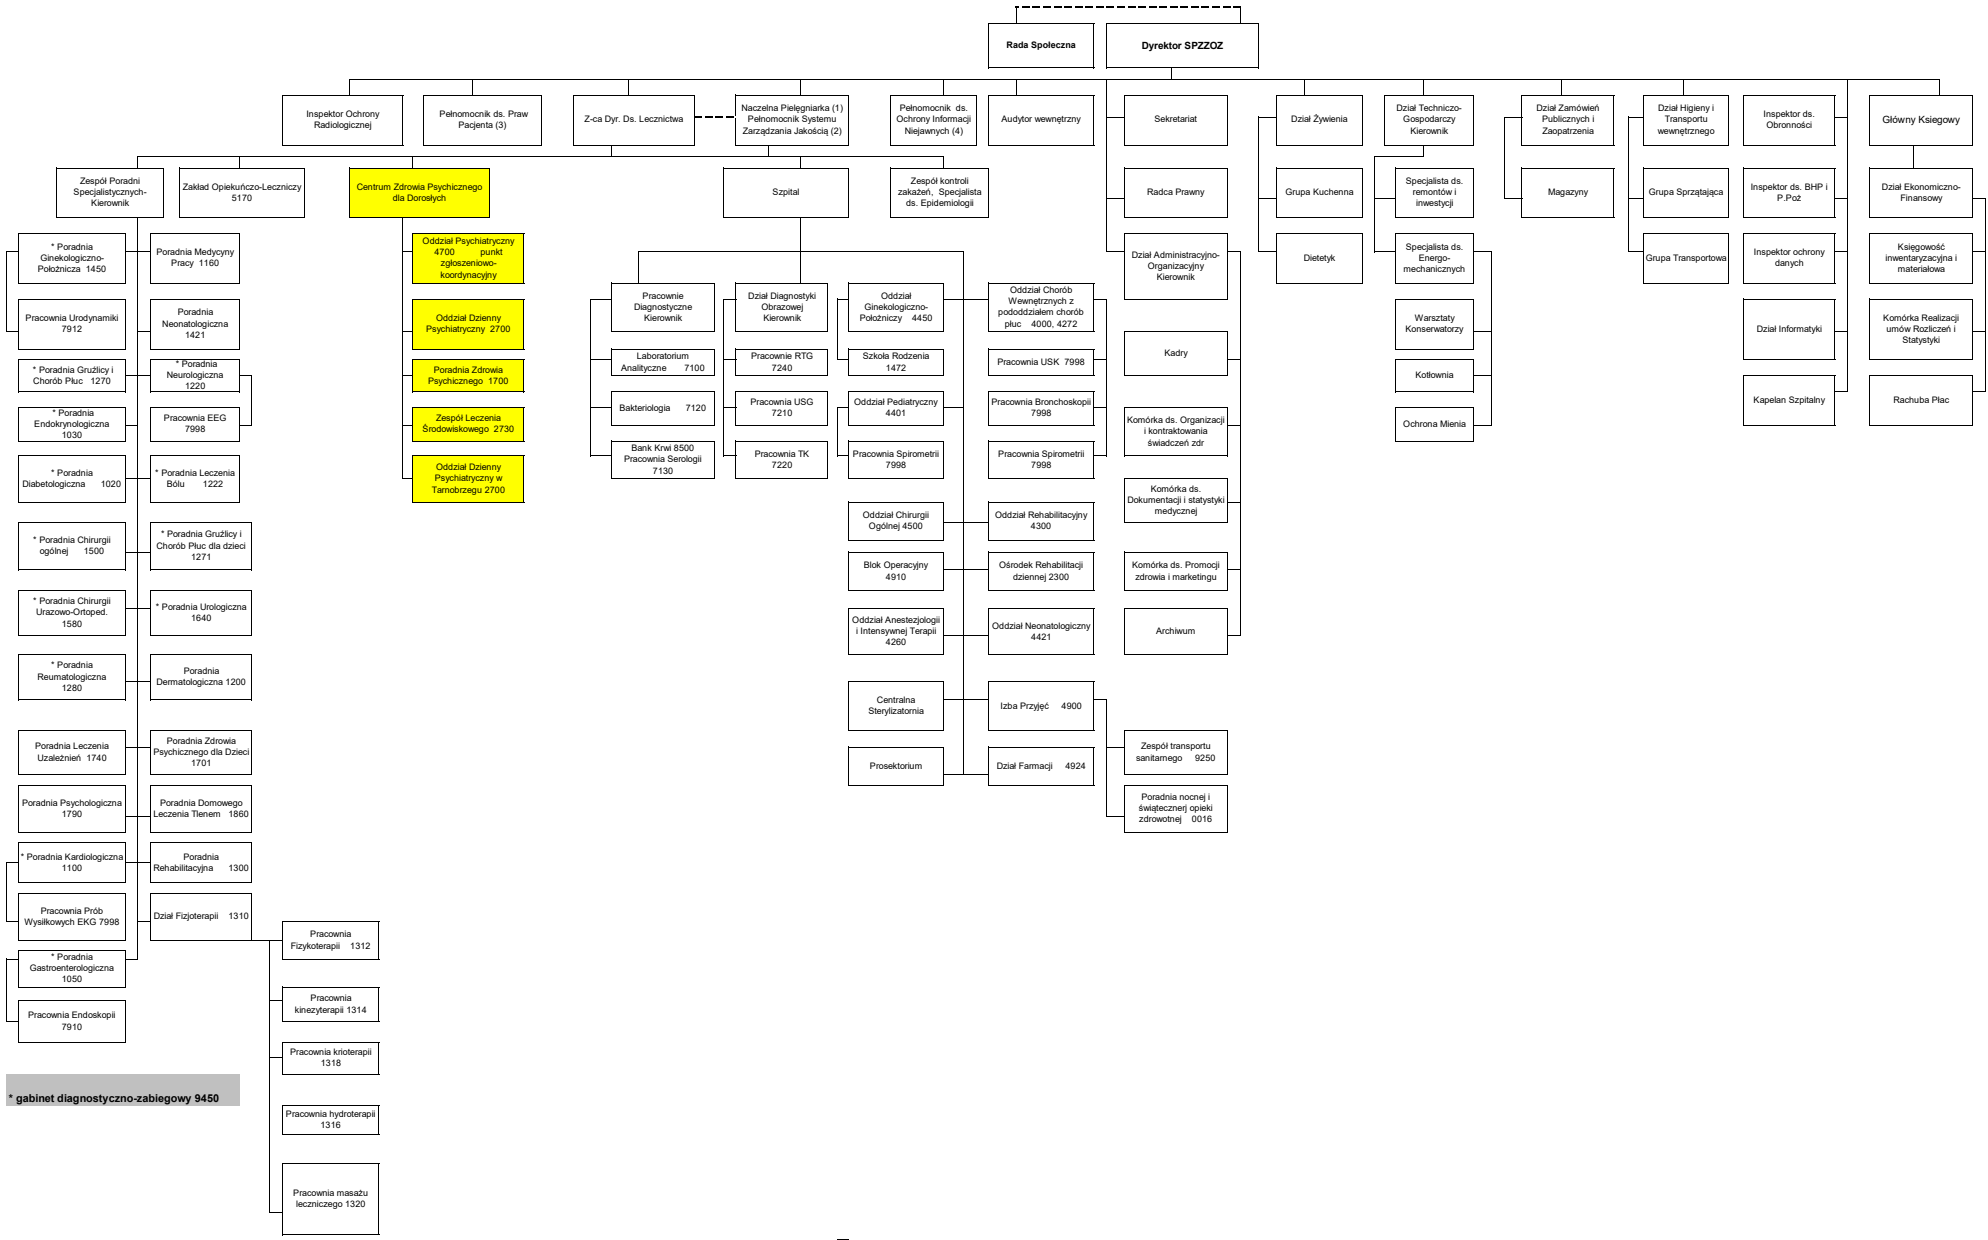 Rada Społeczna
Dyrektor SPZZOZ
Inspektor Ochrony
Radiologicznej
Pełnomocnik ds. Praw
Pacjenta (3)
Z-ca Dyr. Ds. Lecznictwa
Naczelna Pielęgniarka (1)
Pełnomocnik Systemu
Zarządzania Jakością (2)
Pełnomocnik ds.
Ochrony Informacji
Niejawnych (4)
Audytor wewnętrzny
Sekretariat
Dział Żywienia
Dział Techniczo-
Gospodarczy
Kierownik
Dział Zamówień
Publicznych i
Zaopatrzenia
Dział Higieny i
Transportu
wewnętrznego
Inspektor ds.
Obronności
Główny Ksiegowy
Zespół Poradni
Specjalistycznych-
Kierownik
Zakład Opiekuńczo-Leczniczy
5170
Centrum Zdrowia Psychicznego
dla Dorosłych
Szpital
Zespół kontroli
zakażeń, Specjalista
ds. Epidemiologii
Radca Prawny
Grupa Kuchenna
Specjalista ds.
remontów i
inwestycji
Magazyny
Grupa Sprzątająca
Inspektor ds. BHP i
P.Poż
Dział Ekonomiczno-
Finansowy
* Poradnia
Ginekologiczno-
Położnicza 1450
Poradnia Medycyny
Pracy 1160
Oddział Psychiatryczny
4700 punkt
zgłoszeniowo-
koordynacyjny
Dział Administracyjno-
Organizacyjny
Kierownik
Dietetyk
Specjalista ds.
Energo-
mechanicznych
Grupa Transportowa
Inspektor ochrony
danych
Księgowość
inwentaryzacyjna i
materiałowa
Pracownia Urodynamiki
7912
Poradnia
Neonatologiczna
1421
Oddział Dzienny
Psychiatryczny 2700
Pracownie
Diagnostyczne
Kierownik
Dział Diagnostyki
Obrazowej
Kierownik
Oddział
Ginekologiczno-
Położniczy 4450
Oddział Chorób
Wewnętrznych z
pododdziałem chorób
płuc 4000, 4272
Kadry
Warsztaty
Konserwatorzy
Dział Informatyki
Komórka Realizacji
umów Rozliczeń i
Statystyki
* Poradnia Gruźlicy i
Chorób Płuc 1270
* Poradnia
Neurologiczna
1220
Poradnia Zdrowia
Psychicznego 1700
Laboratorium
Analityczne 7100
Pracownie RTG
7240
Szkoła Rodzenia
1472
Pracownia USK 7998
Kotłownia
Kapelan Szpitalny
Rachuba Płac
* Poradnia
Endokrynologiczna
1030
Pracownia EEG
7998
Zespół Leczenia
Środowiskowego 2730
Bakteriologia 7120
Pracownia USG
7210
Oddział Pediatryczny
4401
Pracownia Bronchoskopii
7998
Komórka ds. Organizacji
i kontraktowania
świadczeń zdr
Ochrona Mienia
* Poradnia
Diabetologiczna 1020
* Poradnia Leczenia
Bólu 1222
Oddział Dzienny
Psychiatryczny w
Tarnobrzegu 2700
Bank Krwi 8500
Pracownia Serologii
7130
Pracownia TK
7220
Pracownia Spirometrii
7998
Pracownia Spirometrii
7998
Komórka ds.
Dokumentacji i statystyki
medycznej
* Poradnia Chirurgii
ogólnej 1500
* Poradnia Gruźlicy i
Chorób Płuc dla dzieci
1271
Oddział Chirurgii
Ogólnej 4500
Oddział Rehabilitacyjny
4300
Blok Operacyjny
4910
Ośrodek Rehabilitacji
dziennej 2300
Komórka ds. Promocji
zdrowia i marketingu
* Poradnia Chirurgii
Urazowo-Ortoped.
1580
* Poradnia Urologiczna
1640
Oddział Anestezjologii
i Intensywnej Terapii
4260
Oddział Neonatologiczny
4421
Archiwum
* Poradnia
Reumatologiczna
1280
Poradnia
Dermatologiczna 1200
Centralna
Sterylizatornia
Izba Przyjęć 4900
Poradnia Leczenia
Uzależnień 1740
Poradnia Zdrowia
Psychicznego dla Dzieci
1701
Prosektorium
Dział Farmacji 4924
Zespół transportu
sanitarnego 9250
Poradnia Psychologiczna
1790
Poradnia Domowego
Leczenia Tlenem 1860
Poradnia nocnej i
świątecznerj opieki
zdrowotnej 0016
* Poradnia Kardiologiczna
1100
Poradnia
Rehabilitacyjna 1300
Pracownia Prób
Wysiłkowych EKG 7998
Dział Fizjoterapii 1310
Pracownia
Fizykoterapii 1312
* Poradnia
Gastroenterologiczna
1050
Pracownia
kinezyterapii 1314
Pracownia Endoskopii
7910
Pracownia krioterapii
1318
* gabinet diagnostyczno-zabiegowy 9450
Pracownia hydroterapii
1316
Pracownia masażu
leczniczego 1320